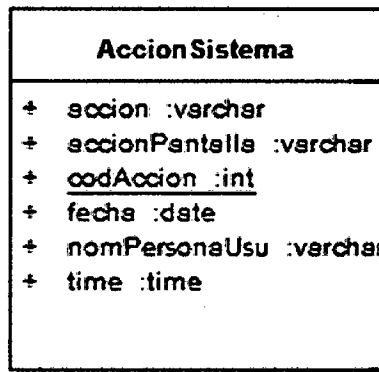 AccionSistema
+ accion :varchar
+ accionPantalla :varchar
+ codAccion :int
+ fecha :date
+ nomPersonaUsu :varchar
+ time :time